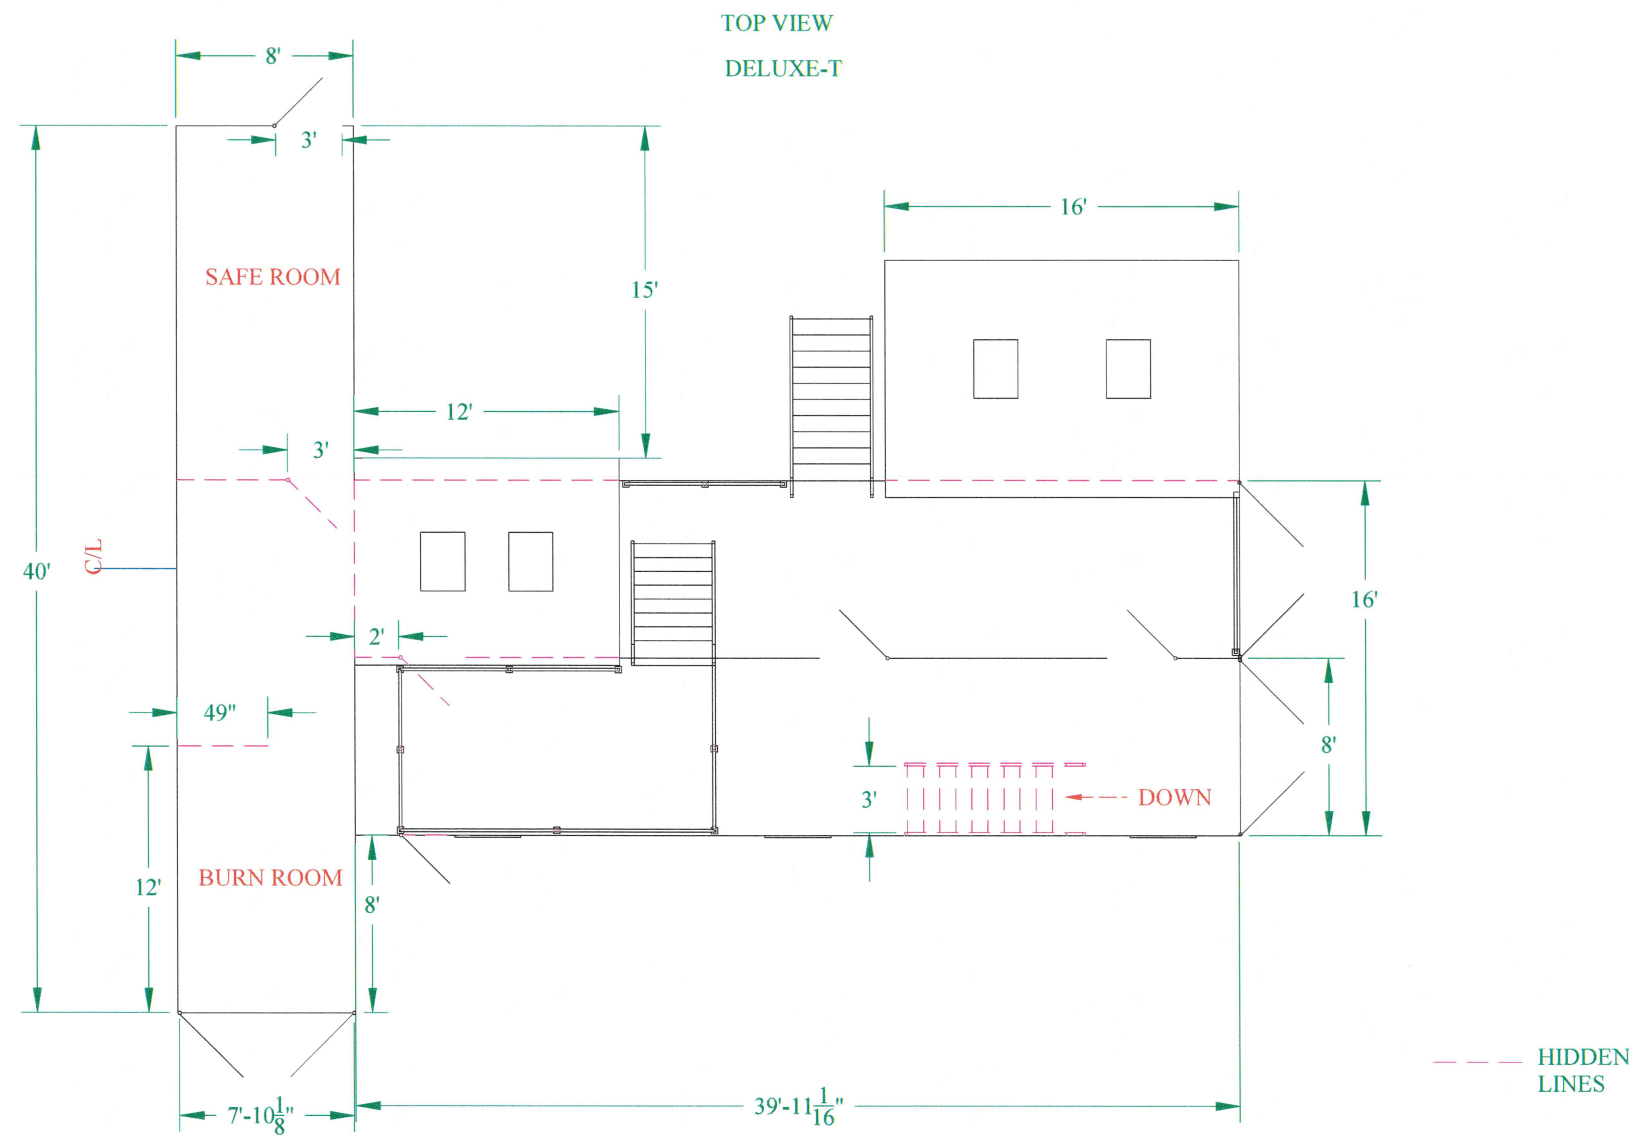 TOP VIEW
DELUXE-T
8'
3'
16'
SAFE ROOM
15'
12'
3'
C/L
40'
16'
2'
49"
8'
3'
DOWN
12'
BURN ROOM
8'
HIDDEN
LINES
7'-10 1/8"
39'-11 1/16"